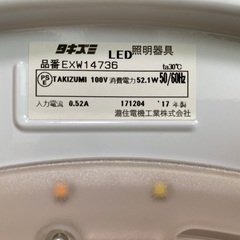 タキズミ LED照明器具
品番 EXW14736 ta30℃
PS E TAKIZUMI 100V 消費電力 52.1W 50/60Hz
入力電流 0.52A 171204 '17年製
瀧住電機工業株式会社